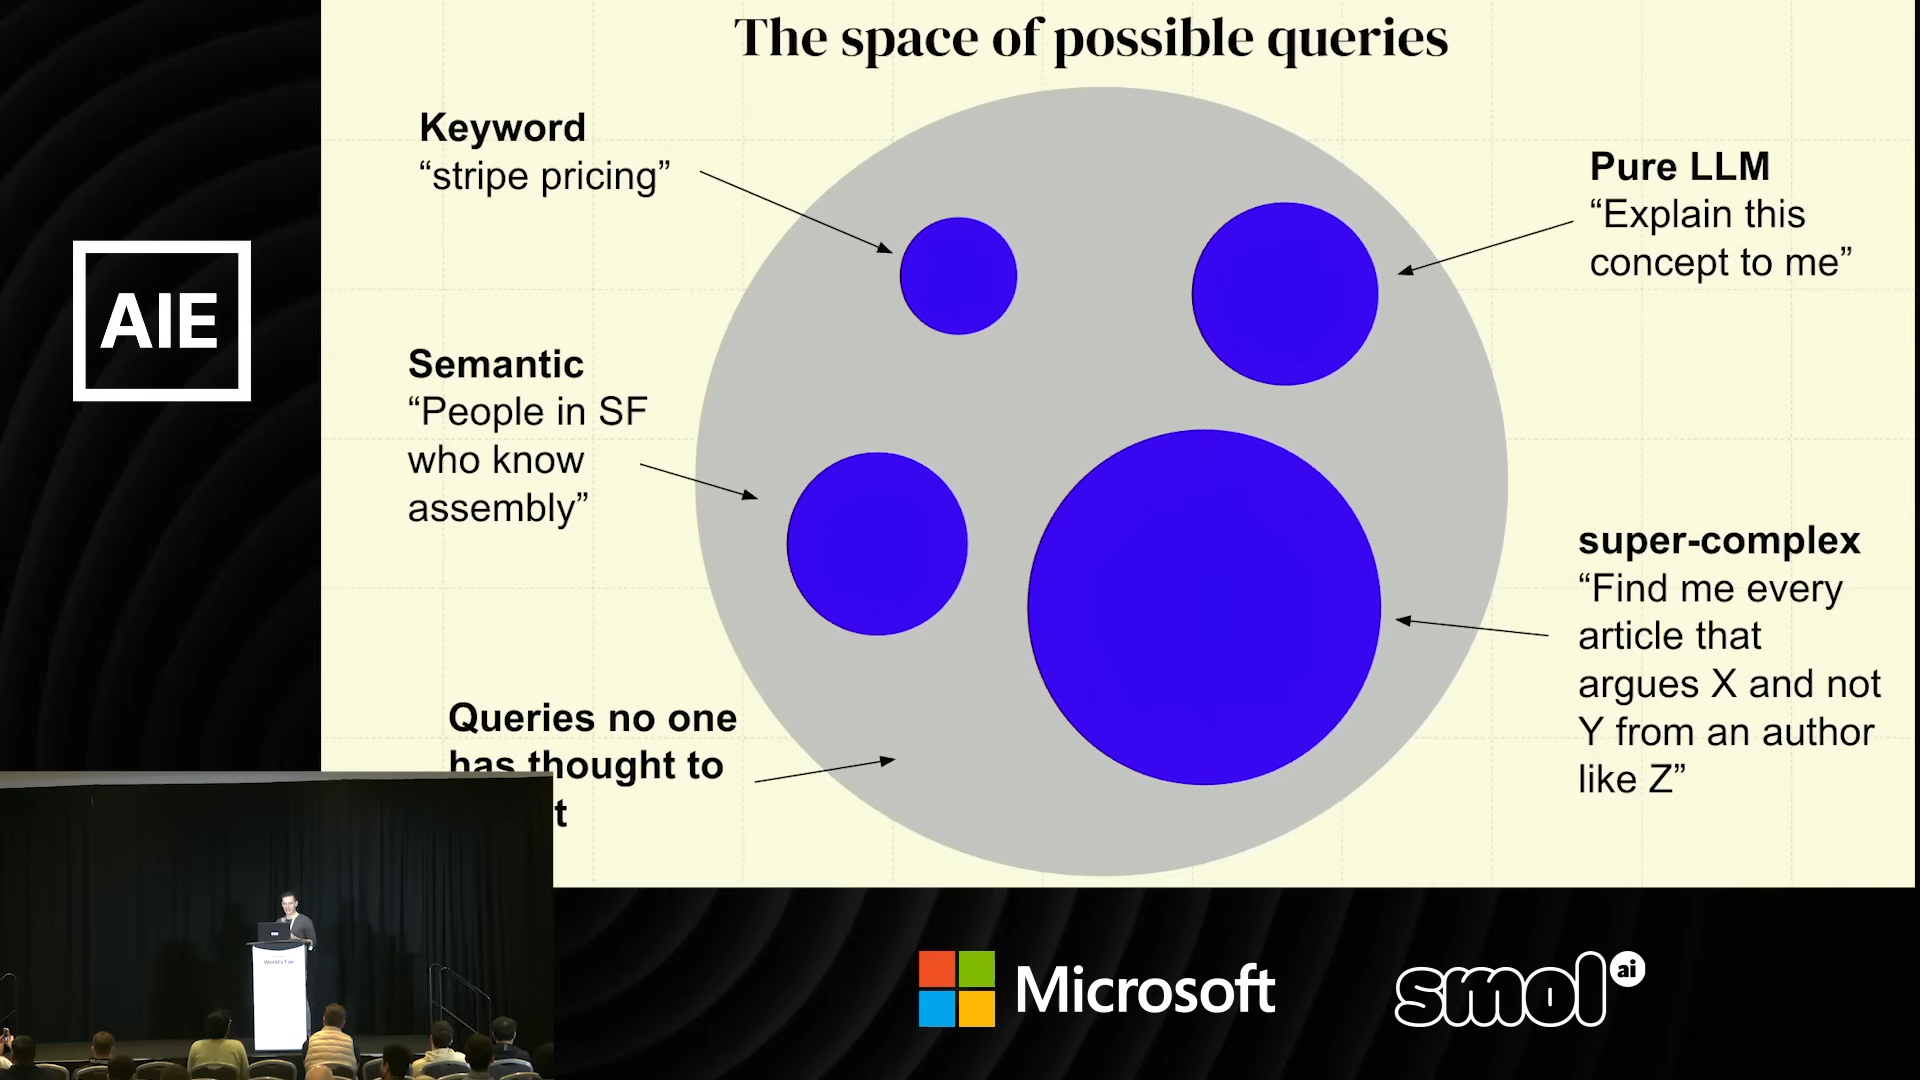 The space of possible queries
Keyword
“stripe pricing”
Pure LLM
“Explain this
concept to me”
AIE
Semantic
“People in SF
who know
assembly”
super-complex
“Find me every
article that
argues X and not
Y from an author
like Z”
Queries no one
has thought to
t
World's Fair
Microsoft
smol ai